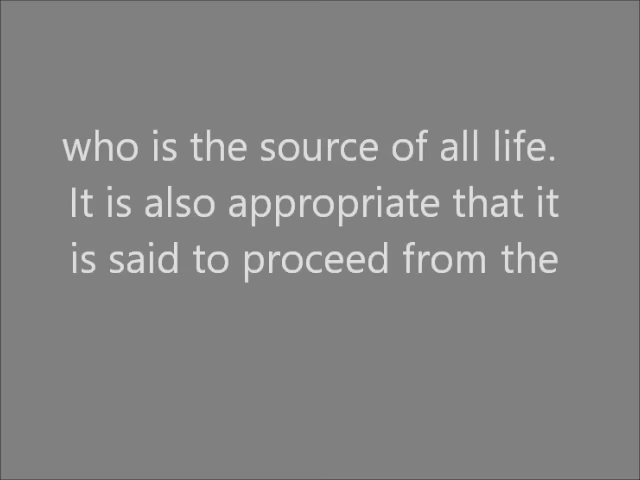 who is the source of all life.
It is also appropriate that it
is said to proceed from the